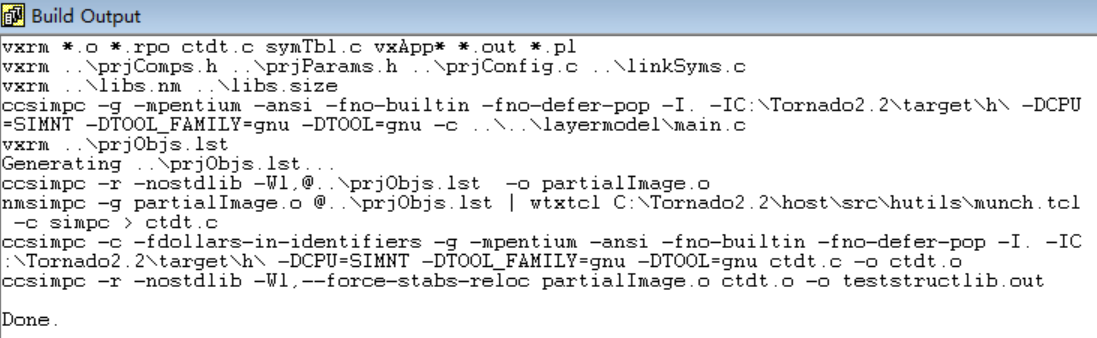 Build Output
vxrm *.o *.rpo ctdt.c symTbl.c vxApp* *.out *.pl
vxrm ..\prjComps.h ..\prjParams.h ..\prjConfig.c ..\linkSyms.c
vxrm ..\libs.nm ..\libs.size
ccsimpc -g -mpentium -ansi -fno-builtin -fno-defer-pop -I. -IC:\Tornado2.2\target\h\ -DCPU
=SIMNT -DTOOL_FAMILY=gnu -DTOOL=gnu -c ..\..\layermodel\main.c
vxrm ..\prjObjs.lst
Generating ..\prjObjs.lst...
ccsimpc -r -nostdlib -Wl,@..\prjObjs.lst  -o partialImage.o
nmsimpc -g partialImage.o @..\prjObjs.lst | wtxtcl C:\Tornado2.2\host\src\hutils\munch.tcl
 -c simpc > ctdt.c
ccsimpc -c -fdollars-in-identifiers -g -mpentium -ansi -fno-builtin -fno-defer-pop -I. -IC
:\Tornado2.2\target\h\ -DCPU=SIMNT -DTOOL_FAMILY=gnu -DTOOL=gnu ctdt.c -o ctdt.o
ccsimpc -r -nostdlib -Wl,--force-stabs-reloc partialImage.o ctdt.o -o teststructlib.out
Done.